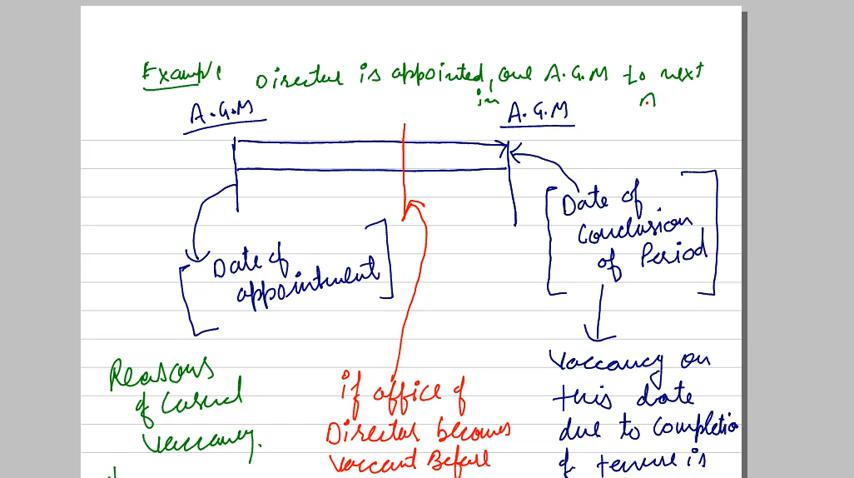 Example Director is appointed, in one A.G.M to next
A.G.M A.G.M
Date of
appointment
Date of
Conclusion
of Period
Reasons
of Casual
Vaccancy.
if office of
Director becomes
Vaccant Before
Vaccancy on
this date
due to Completio
of tenure is